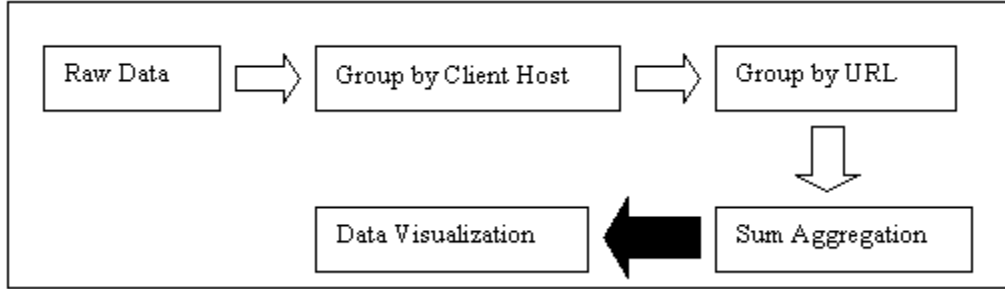 Raw Data
Group by Client Host
Group by URL
Data Visualization
Sum Aggregation